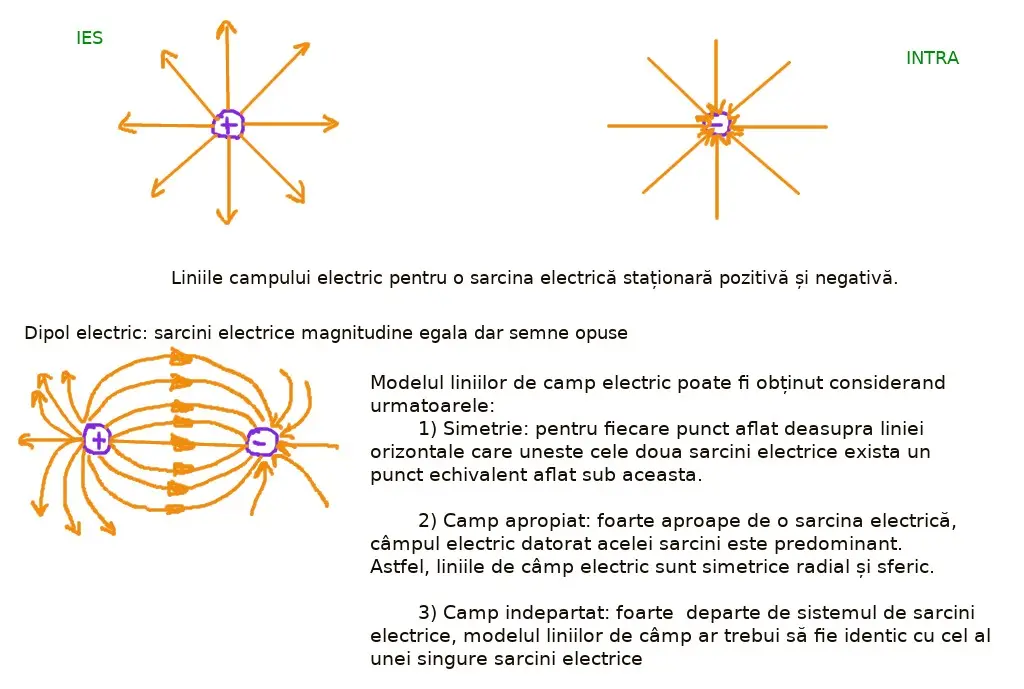 IES
INTRA
+
-
Liniile campului electric pentru o sarcina electrică staționară pozitivă și negativă.
Dipol electric: sarcini electrice magnitudine egala dar semne opuse
+
-
Modelul liniilor de camp electric poate fi obținut considerand
urmatoarele:
1) Simetrie: pentru fiecare punct aflat deasupra liniei
orizontale care uneste cele doua sarcini electrice exista un
punct echivalent aflat sub aceasta.
2) Camp apropiat: foarte aproape de o sarcina electrică,
câmpul electric datorat acelei sarcini este predominant.
Astfel, liniile de câmp electric sunt simetrice radial și sferic.
3) Camp indepartat: foarte  departe de sistemul de sarcini
electrice, modelul liniilor de câmp ar trebui să fie identic cu cel al
unei singure sarcini electrice